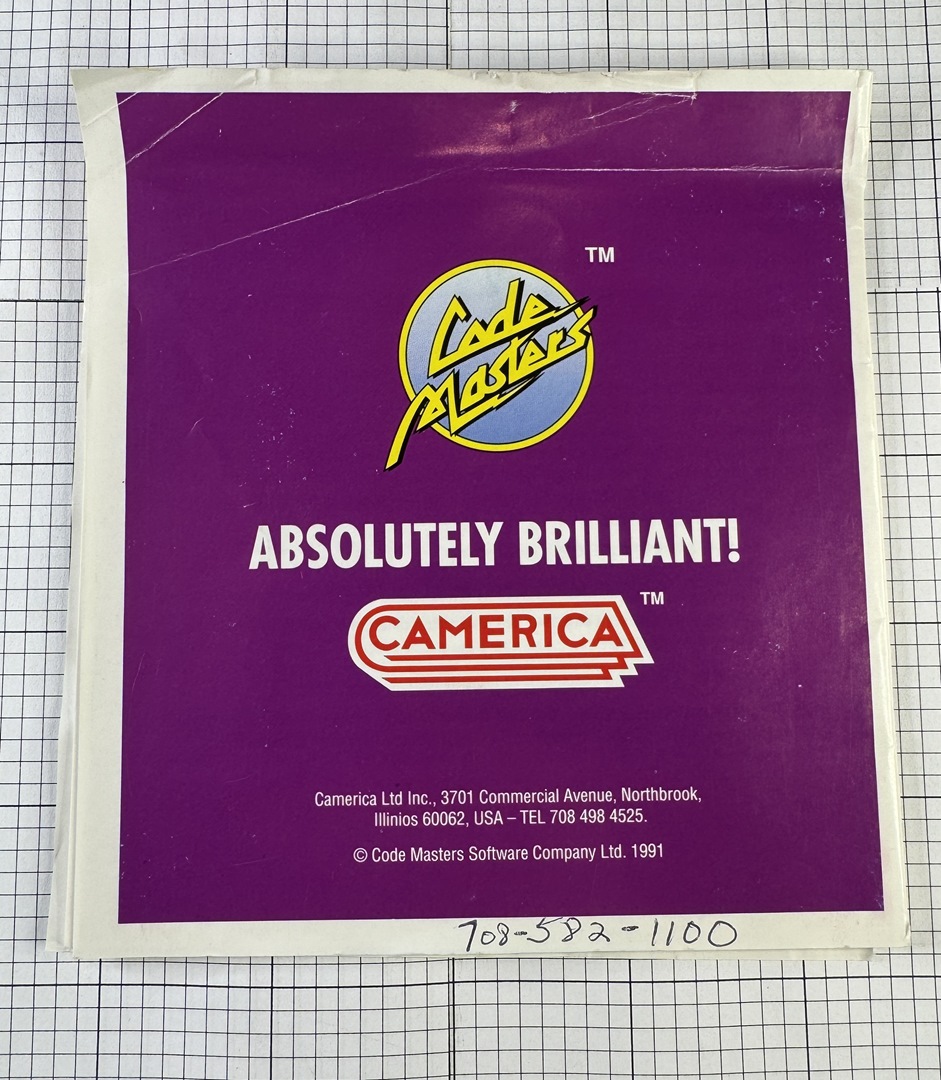 TM
Code
Masters
ABSOLUTELY BRILLIANT!
TM
CAMERICA
Camerica Ltd Inc., 3701 Commercial Avenue, Northbrook,
Illinios 60062, USA – TEL 708 498 4525.
© Code Masters Software Company Ltd. 1991
708-582-1100